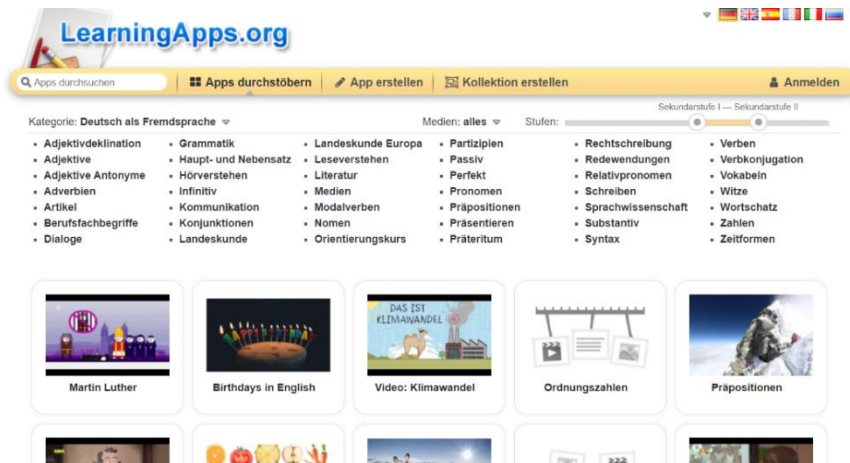 LearningApps.org
Apps durchsuchen Apps durchstöbern App erstellen Kollektion erstellen Anmelden
Sekundarstufe I — Sekundarstufe II
Kategorie: Deutsch als Fremdsprache Medien: alles Stufen:
Adjektivdeklination Grammatik Landeskunde Europa Partizipien Rechtschreibung Verben
Adjektive Haupt- und Nebensatz Leseverstehen Passiv Redewendungen Verbkonjugation
Adjektive Antonyme Hörverstehen Literatur Perfekt Relativpronomen Vokabeln
Adverbien Infinitiv Medien Pronomen Schreiben Witze
Artikel Kommunikation Modalverben Präpositionen Sprachwissenschaft Wortschatz
Berufsfachbegriffe Konjunktionen Nomen Präsentieren Substantiv Zahlen
Dialoge Landeskunde Orientierungskurs Präteritum Syntax Zeitformen
DAS IST
KLIMAWANDEL
Martin Luther Birthdays in English Video: Klimawandel Ordnungszahlen Präpositionen